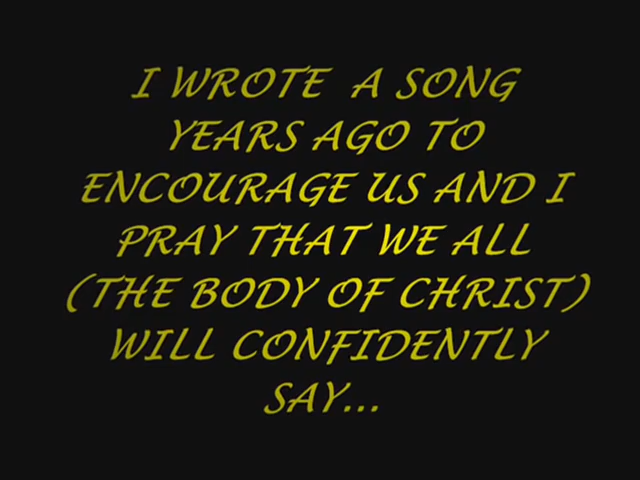 I WROTE A SONG
YEARS AGO TO
ENCOURAGE US AND I
PRAY THAT WE ALL
(THE BODY OF CHRIST)
WILL CONFIDENTLY
SAY...